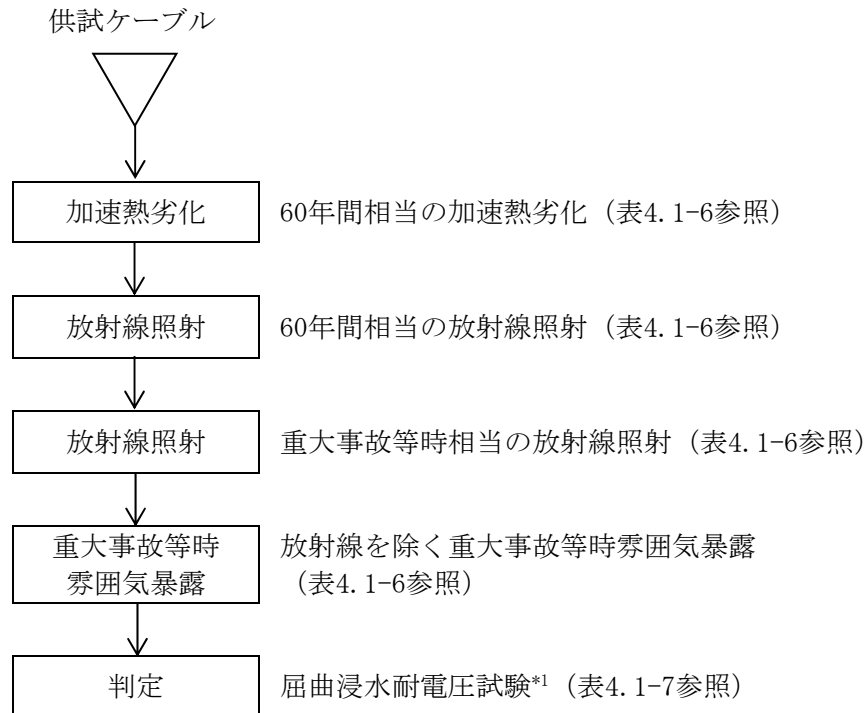 供試ケーブル
加速熱劣化 60年間相当の加速熱劣化（表4.1-6参照）
放射線照射 60年間相当の放射線照射（表4.1-6参照）
放射線照射 重大事故等時相当の放射線照射（表4.1-6参照）
重大事故等時 放射線を除く重大事故等時雰囲気暴露
雰囲気暴露 （表4.1-6参照）
判定 屈曲浸水耐電圧試験*1（表4.1-7参照）